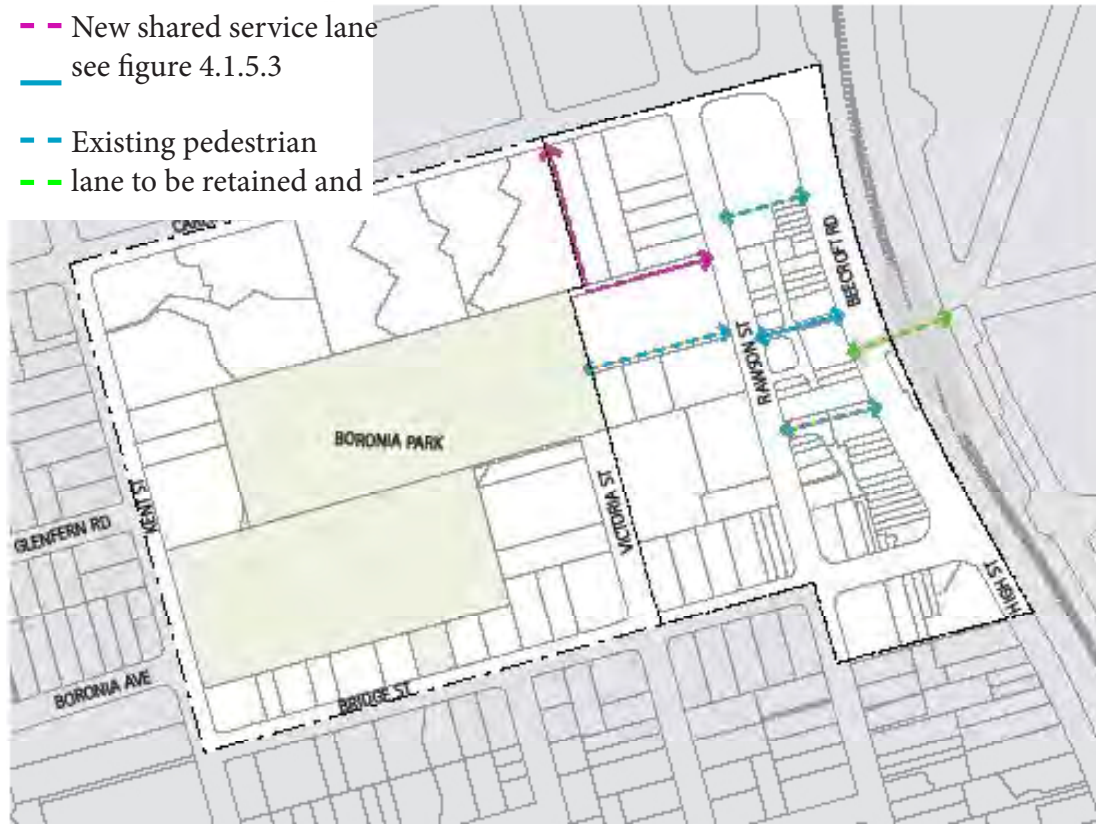 New shared service lane
see figure 4.1.5.3
Existing pedestrian
lane to be retained and
BEECROFT RD
RAWSON ST
BORONIA PARK
KENT ST
VICTORIA ST
GLENFERN RD
HIGH ST
BORONIA AVE
BRIDGE ST